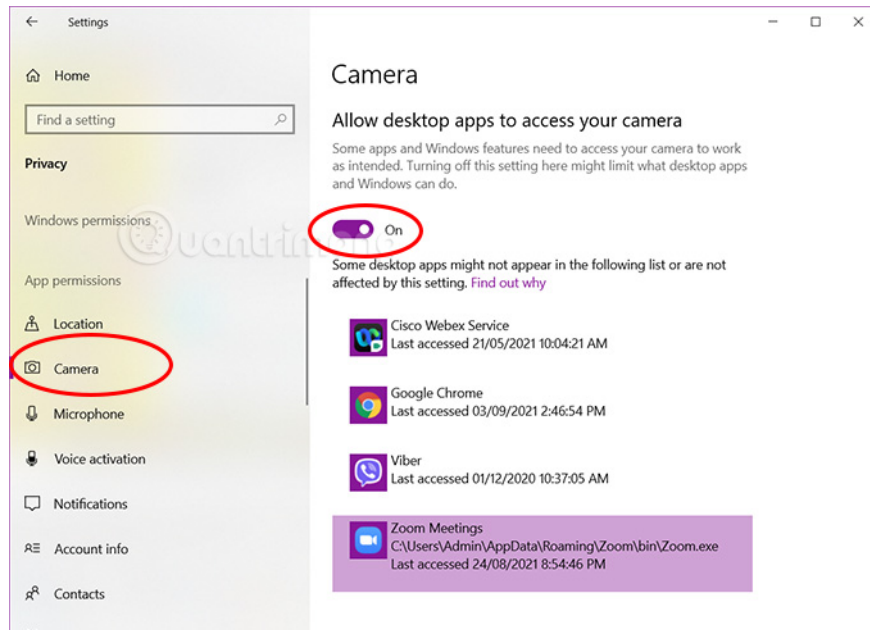 Settings
Home
Find a setting
Privacy
Windows permissions
App permissions
Location
Camera
Microphone
Voice activation
Notifications
Account info
Contacts
Camera
Allow desktop apps to access your camera
Some apps and Windows features need to access your camera to work
as intended. Turning off this setting here might limit what desktop apps
and Windows can do.
On
Some desktop apps might not appear in the following list or are not
affected by this setting. Find out why
Cisco Webex Service
Last accessed 21/05/2021 10:04:21 AM
Google Chrome
Last accessed 03/09/2021 2:46:54 PM
Viber
Last accessed 01/12/2020 10:37:05 AM
Zoom Meetings
C:\Users\Admin\AppData\Roaming\Zoom\bin\Zoom.exe
Last accessed 24/08/2021 8:54:46 PM